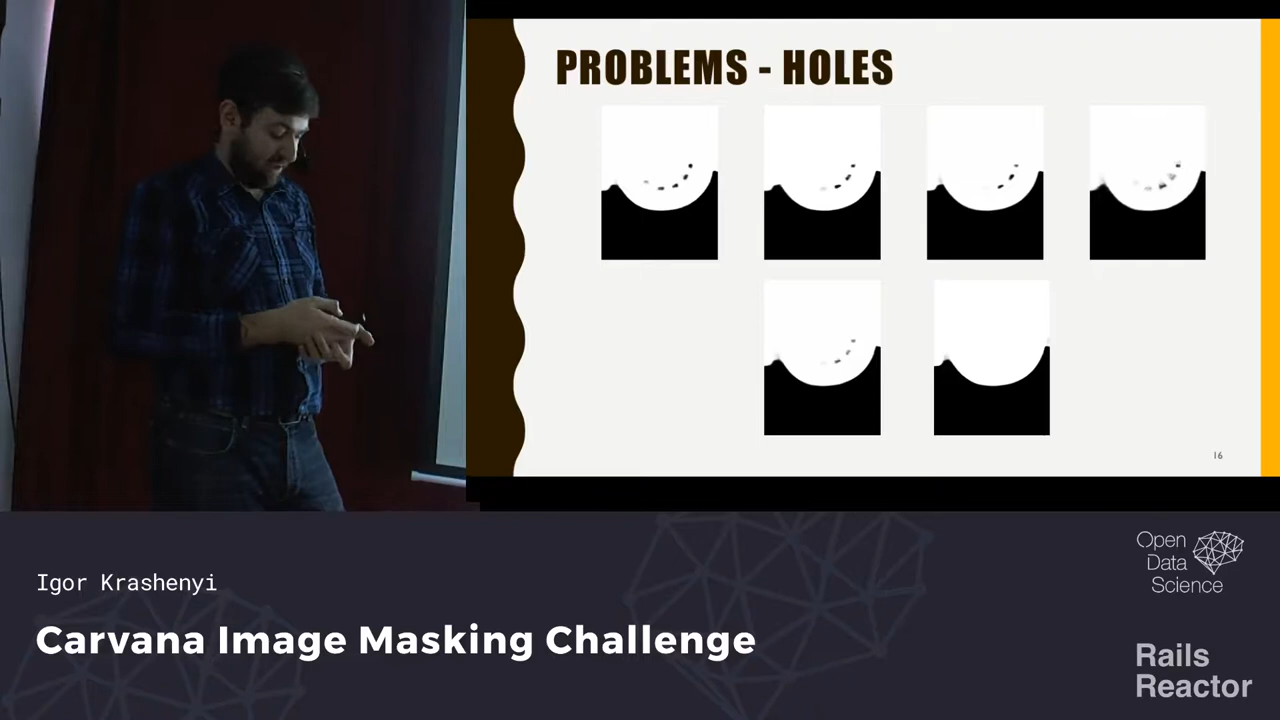 PROBLEMS - HOLES
16
Igor Krashenyi
Carvana Image Masking Challenge
Open
Data
Science
Rails
Reactor